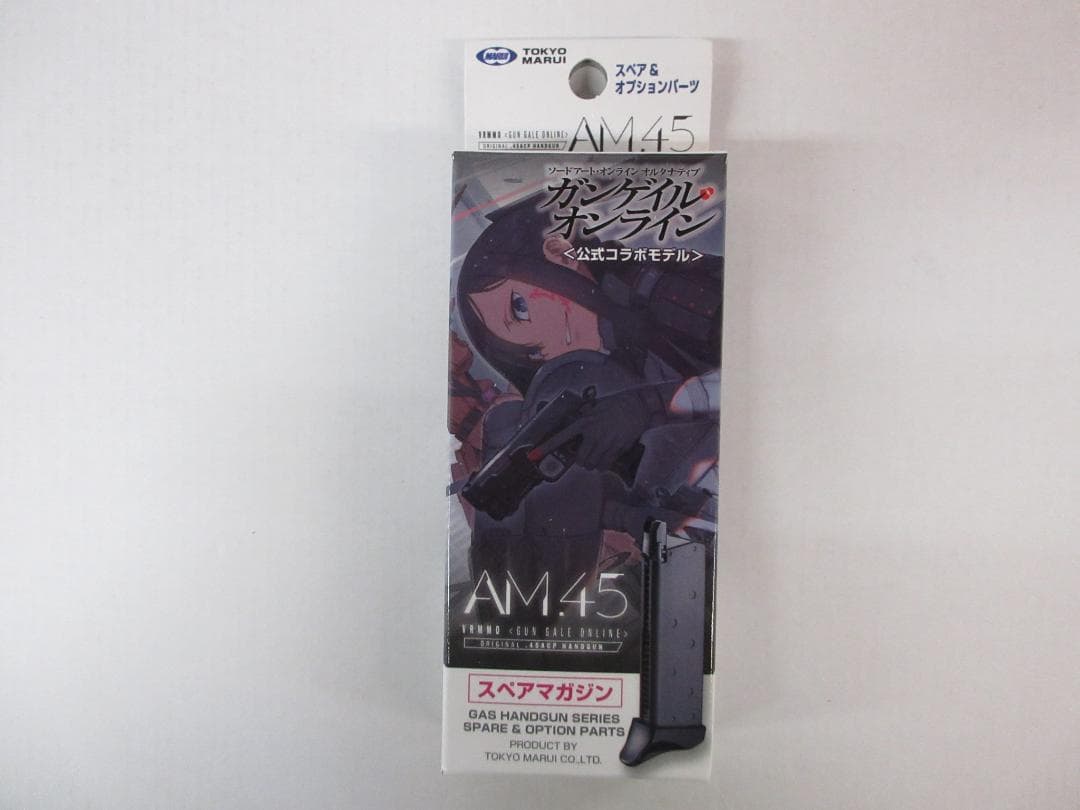 MARUI
TOKYO
MARUI
スペア &
オプションパーツ
AM.45
VRMMO <GUN GALE ONLINE>
ORIGINAL .45ACP HANDGUN
ソードアート・オンライン オルタナティブ
ガンゲイル・
オンライン
<公式コラボモデル>
AM.45
VRMMO <GUN GALE ONLINE>
ORIGINAL .45ACP HANDGUN
スペアマガジン
GAS HANDGUN SERIES
SPARE & OPTION PARTS
PRODUCT BY
TOKYO MARUI CO.,LTD.